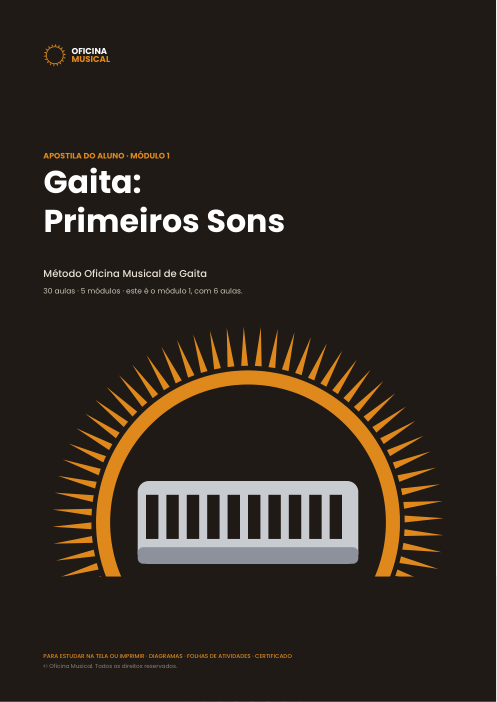 OFICINA
MUSICAL
APOSTILA DO ALUNO · MÓDULO 1
Gaita:
Primeiros Sons
Método Oficina Musical de Gaita
30 aulas · 5 módulos · este é o módulo 1, com 6 aulas.
PARA ESTUDAR NA TELA OU IMPRIMIR · DIAGRAMAS · FOLHAS DE ATIVIDADES · CERTIFICADO
© Oficina Musical. Todos os direitos reservados.